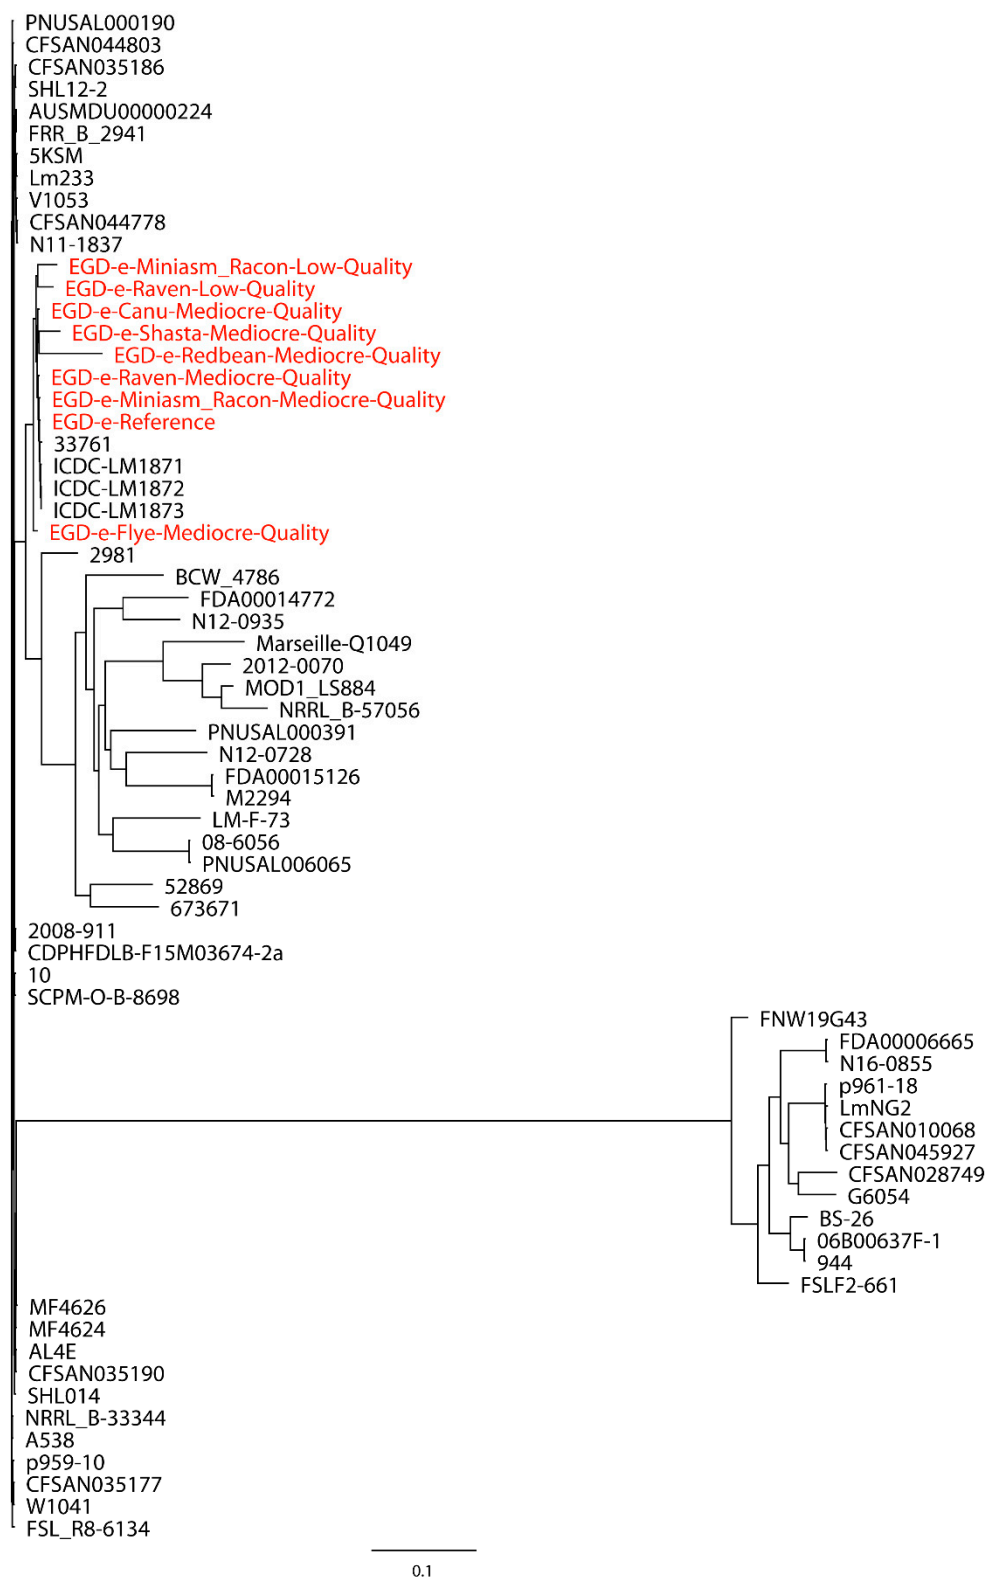 PNUSAL000190
CFSAN044803
CFSAN035186
SHL12-2
AUSMDU00000224
FRR_B_2941
5KSM
Lm233
V1053
CFSAN044778
N11-1837
EGD-e-Miniasm_Racon-Low-Quality
EGD-e-Raven-Low-Quality
EGD-e-Canu-Mediocre-Quality
EGD-e-Shasta-Mediocre-Quality
EGD-e-Redbean-Mediocre-Quality
EGD-e-Raven-Mediocre-Quality
EGD-e-Miniasm_Racon-Mediocre-Quality
EGD-e-Reference
33761
ICDC-LM1871
ICDC-LM1872
ICDC-LM1873
EGD-e-Flye-Mediocre-Quality
2981
BCW_4786
FDA00014772
N12-0935
Marseille-Q1049
2012-0070
MOD1_LS884
NRRL_B-57056
PNUSAL000391
N12-0728
FDA00015126
M2294
LM-F-73
08-6056
PNUSAL006065
52869
673671
2008-911
CDPHFDLB-F15M03674-2a
10
SCPM-O-B-8698
FNW19G43
FDA00006665
N16-0855
p961-18
LmNG2
CFSAN010068
CFSAN045927
CFSAN028749
G6054
BS-26
06B00637F-1
944
FSLF2-661
MF4626
MF4624
AL4E
CFSAN035190
SHL014
NRRL_B-33344
A538
p959-10
CFSAN035177
W1041
FSL_R8-6134
0.1